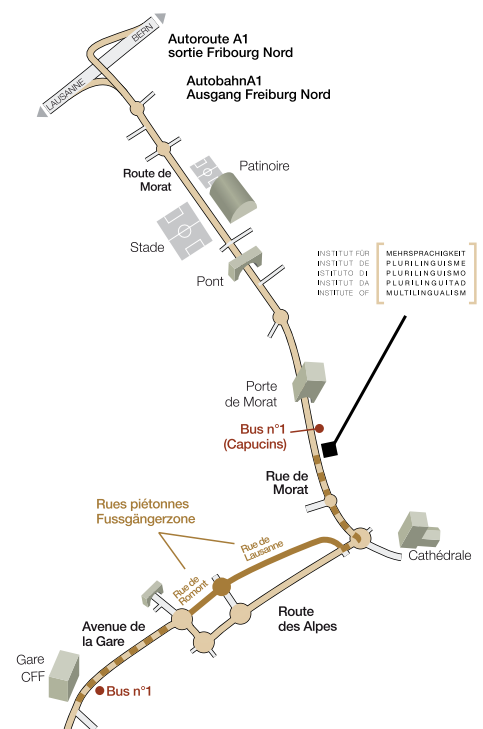 BERN
LAUSANNE
Autoroute A1
sortie Fribourg Nord
AutobahnA1
Ausgang Freiburg Nord
Route de
Morat
Patinoire
Stade
Pont
INSTITUT FÜR MEHRSPRACHIGKEIT
INSTITUT DE PLURILINGUISME
ISTITUTO DI PLURILINGUISMO
INSTITUT DA PLURILINGUITAD
INSTITUTE OF MULTILINGUALISM
Porte
de Morat
Bus n°1
(Capucins)
Rue de
Morat
Rues piétonnes
Fussgängerzone
Rue de
Lausanne
Cathédrale
Rue de
Romont
Route
des Alpes
Avenue de
la Gare
Gare
CFF
Bus n°1